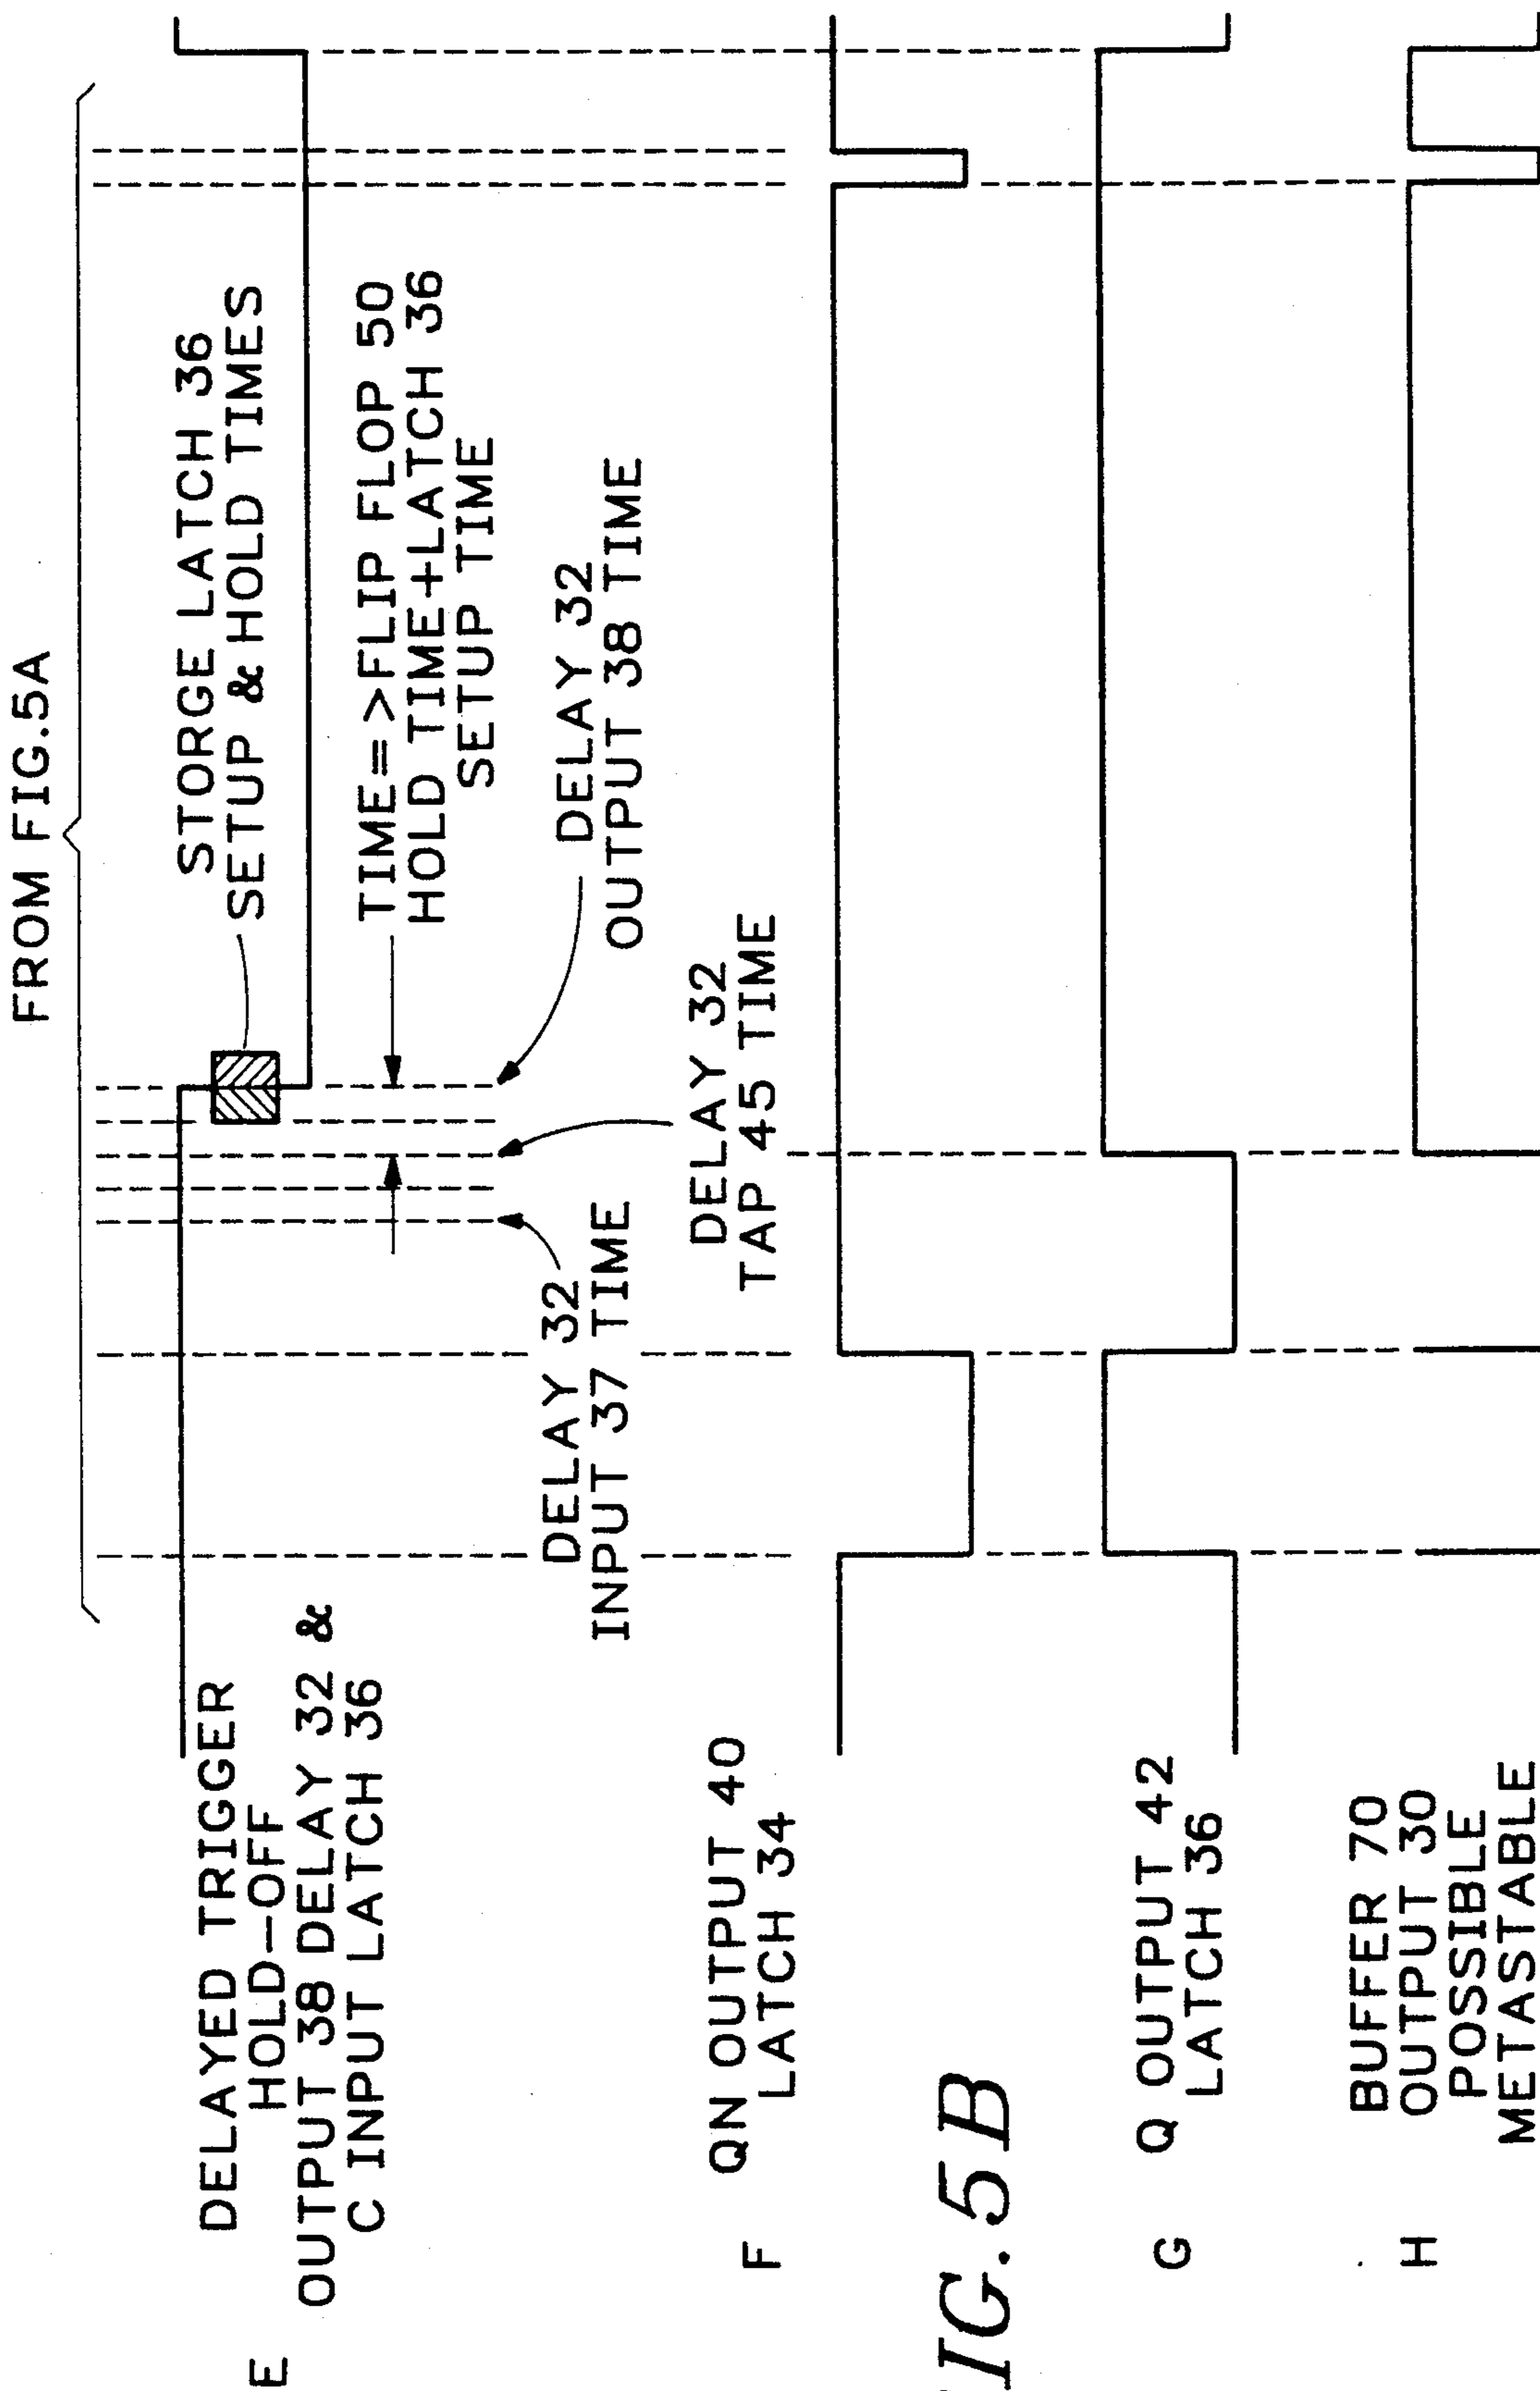 FROM FIG.5A
E
DELAYED TRIGGER
HOLD-OFF
OUTPUT 38 DELAY 32 &
C INPUT LATCH 36
STORGE LATCH 36
SETUP & HOLD TIMES
TIME=>FLIP FLOP 50
HOLD TIME+LATCH 36
SETUP TIME
DELAY 32
OUTPUT 38 TIME
DELAY 32
INPUT 37 TIME
DELAY 32
TAP 45 TIME
F
QN OUTPUT 40
LATCH 34
IG. 5B
G
Q OUTPUT 42
LATCH 36
H
BUFFER 70
OUTPUT 30
POSSIBLE
METASTABLE